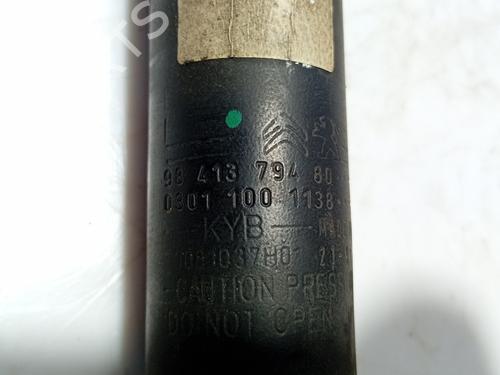 98 413 794 80
0301 100 1138
KYB
CAUTION PRESS
DO NOT OPEN